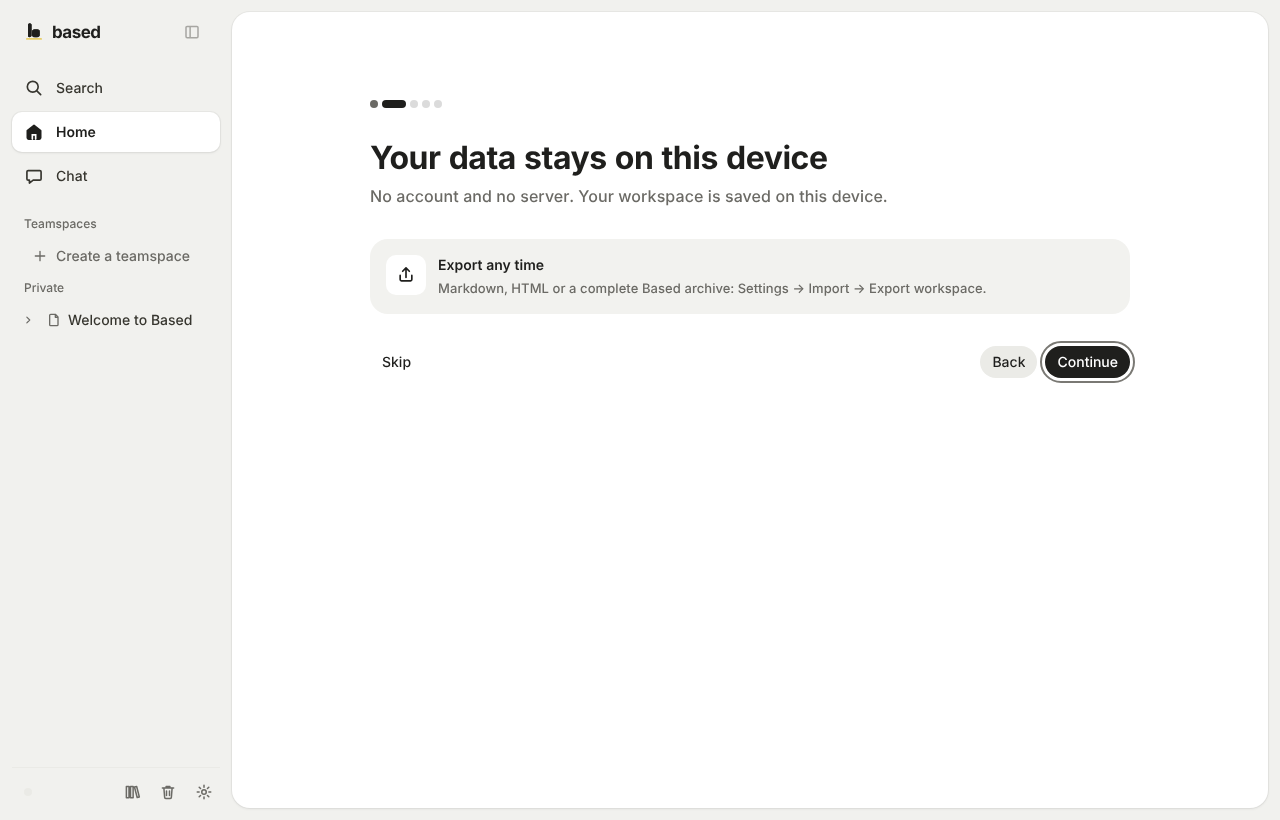 based
Search
Home
Chat
Teamspaces
Create a teamspace
Private
Welcome to Based
Your data stays on this device
No account and no server. Your workspace is saved on this device.
Export any time
Markdown, HTML or a complete Based archive: Settings → Import → Export workspace.
Skip
Back
Continue